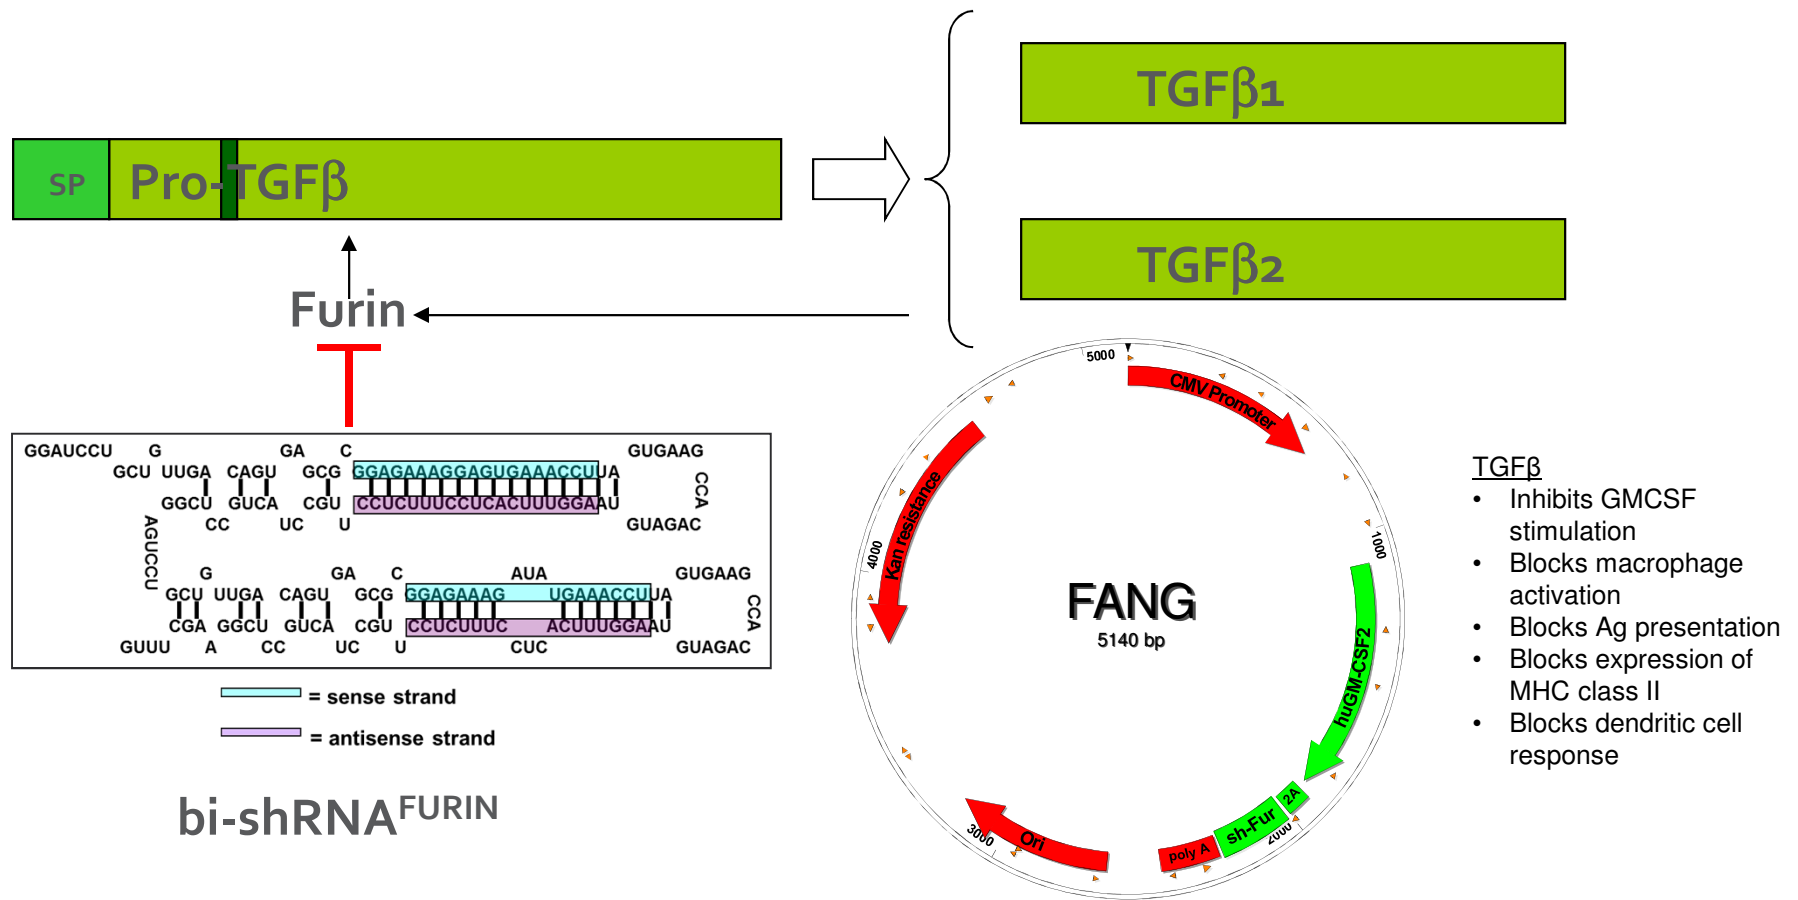 TGFβ1
SP
Pro-TGFβ
TGFβ2
Furin
GGAUCCU G GA C GUGAAG
GCU UUGA CAGU GCG GGAGAAAGGAGUGAAACCUUA
CCA
GGCU GUCA CGU CCUCUUUCCUCACUUUGGAAU
CC UC U GUAGAC
AGUCCU
G GA C AUA GUGAAG
GCU UUGA CAGU GCG GGAGAAAG UGAAACCUUA
CCA
CGA GGCU GUCA CGU CCUCUUUC ACUUUGGAAU
GUUU A CC UC U CUC GUAGAC
= sense strand
= antisense strand
bi-shRNAFURIN
5000
CMV Promoter
1000
Kan resistance
4000
FANG
5140 bp
huGM-CSF2
2A
sh-Fur
2000
poly A
Ori
3000
TGFβ
• Inhibits GMCSF
stimulation
• Blocks macrophage
activation
• Blocks Ag presentation
• Blocks expression of
MHC class II
• Blocks dendritic cell
response